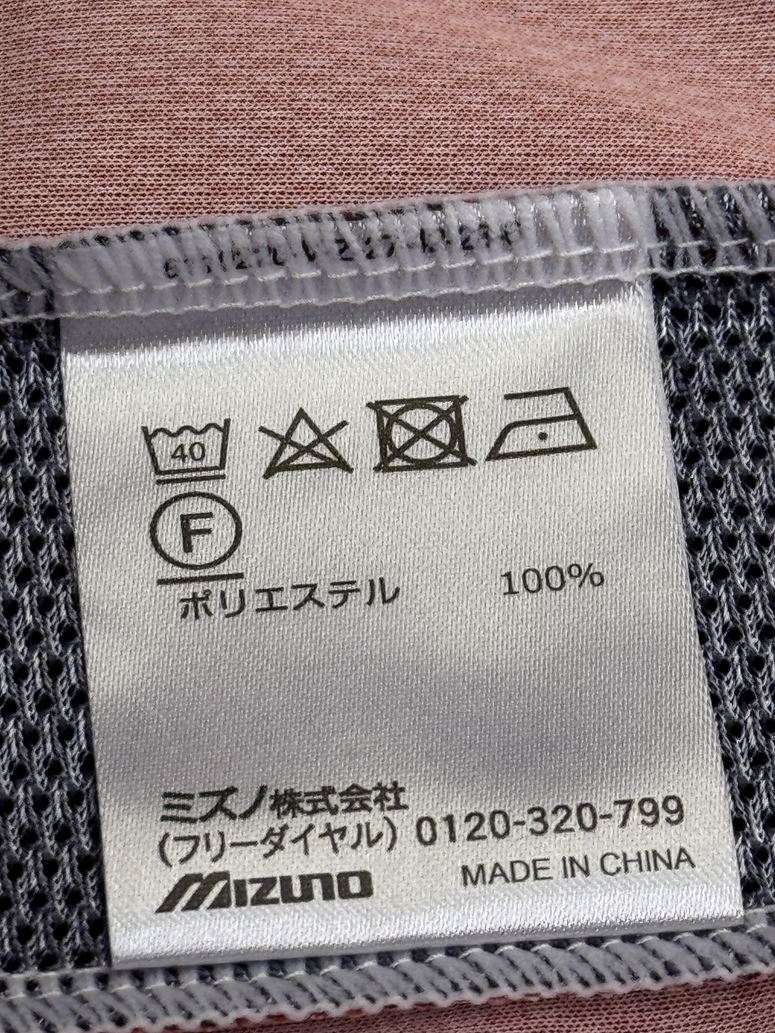 40
F
ポリエステル 100%
ミズノ株式会社
(フリーダイヤル) 0120-320-799
MIZUNO MADE IN CHINA